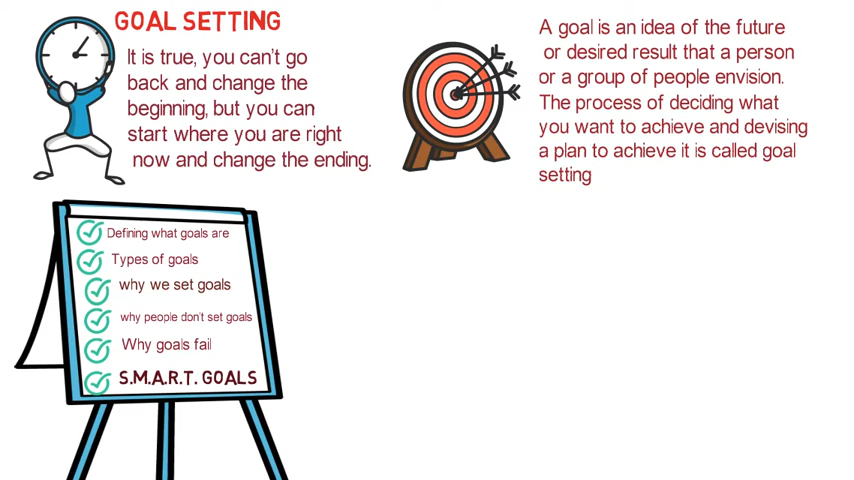 GOAL SETTING
It is true, you can't go
back and change the
beginning, but you can
start where you are right
now and change the ending.
A goal is an idea of the future
or desired result that a person
or a group of people envision.
The process of deciding what
you want to achieve and devising
a plan to achieve it is called goal
setting
Defining what goals are
Types of goals
why we set goals
why people don't set goals
Why goals fail
S.M.A.R.T. GOALS